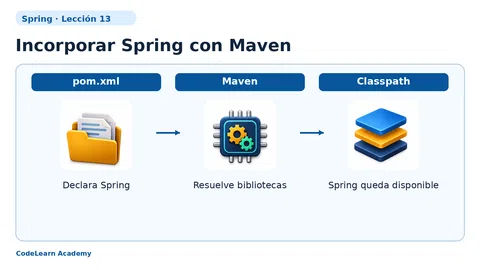 Spring · Lección 13
Incorporar Spring con Maven
pom.xml
Maven
Classpath
Declara Spring
Resuelve bibliotecas
Spring queda disponible
CodeLearn Academy